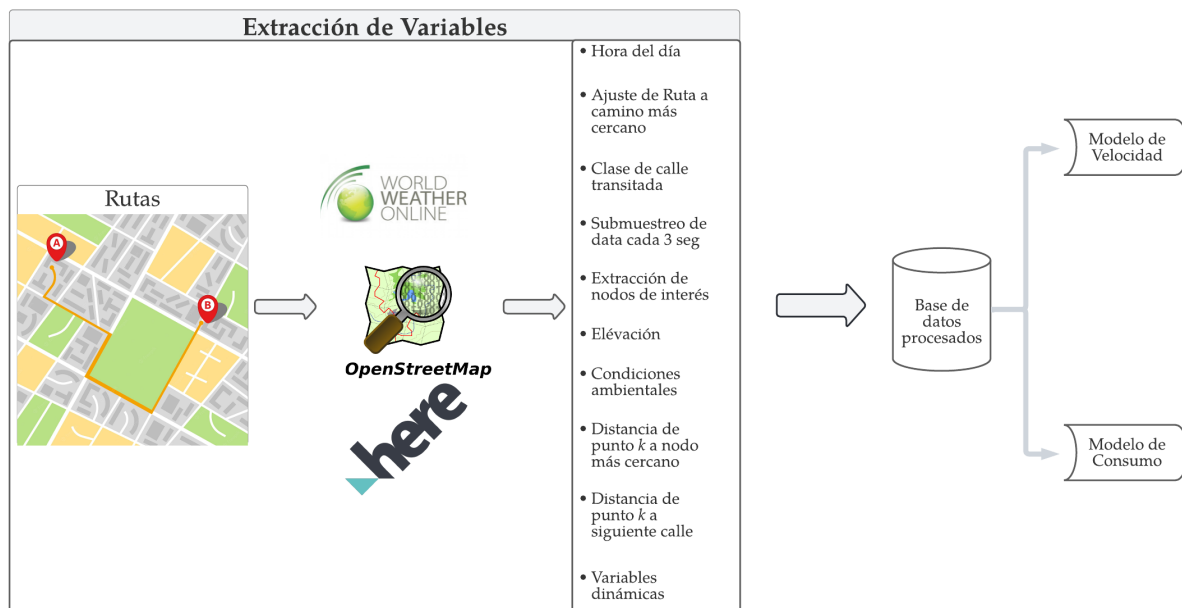 Extracción de Variables
Rutas
A
B
WORLD
WEATHER
ONLINE
OpenStreetMap
here
• Hora del día
• Ajuste de Ruta a
camino más
cercano
• Clase de calle
transitada
• Submuestreo de
data cada 3 seg
• Extracción de
nodos de interés
• Elévación
• Condiciones
ambientales
• Distancia de
punto k a nodo
más cercano
• Distancia de
punto k a
siguiente calle
• Variables
dinámicas
Base de
datos
procesados
Modelo de
Velocidad
Modelo de
Consumo